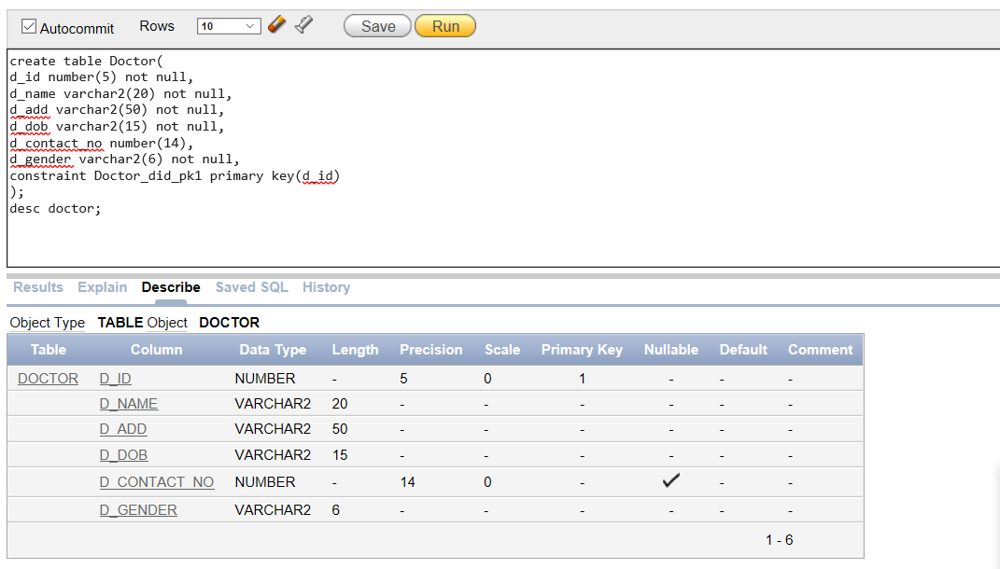 Autocommit Rows 10 Save Run
create table Doctor(
d_id number(5) not null,
d_name varchar2(20) not null,
d_add varchar2(50) not null,
d_dob varchar2(15) not null,
d_contact_no number(14),
d_gender varchar2(6) not null,
constraint Doctor_did_pk1 primary key(d_id)
);
desc doctor;
Results Explain Describe Saved SQL History
Object Type TABLE Object DOCTOR
Table Column Data Type Length Precision Scale Primary Key Nullable Default Comment
DOCTOR D_ID NUMBER - 5 0 1 - - -
D_NAME VARCHAR2 20 - - - - - -
D_ADD VARCHAR2 50 - - - - - -
D_DOB VARCHAR2 15 - - - - - -
D_CONTACT_NO NUMBER - 14 0 - ✓ - -
D_GENDER VARCHAR2 6 - - - - - -
1 - 6